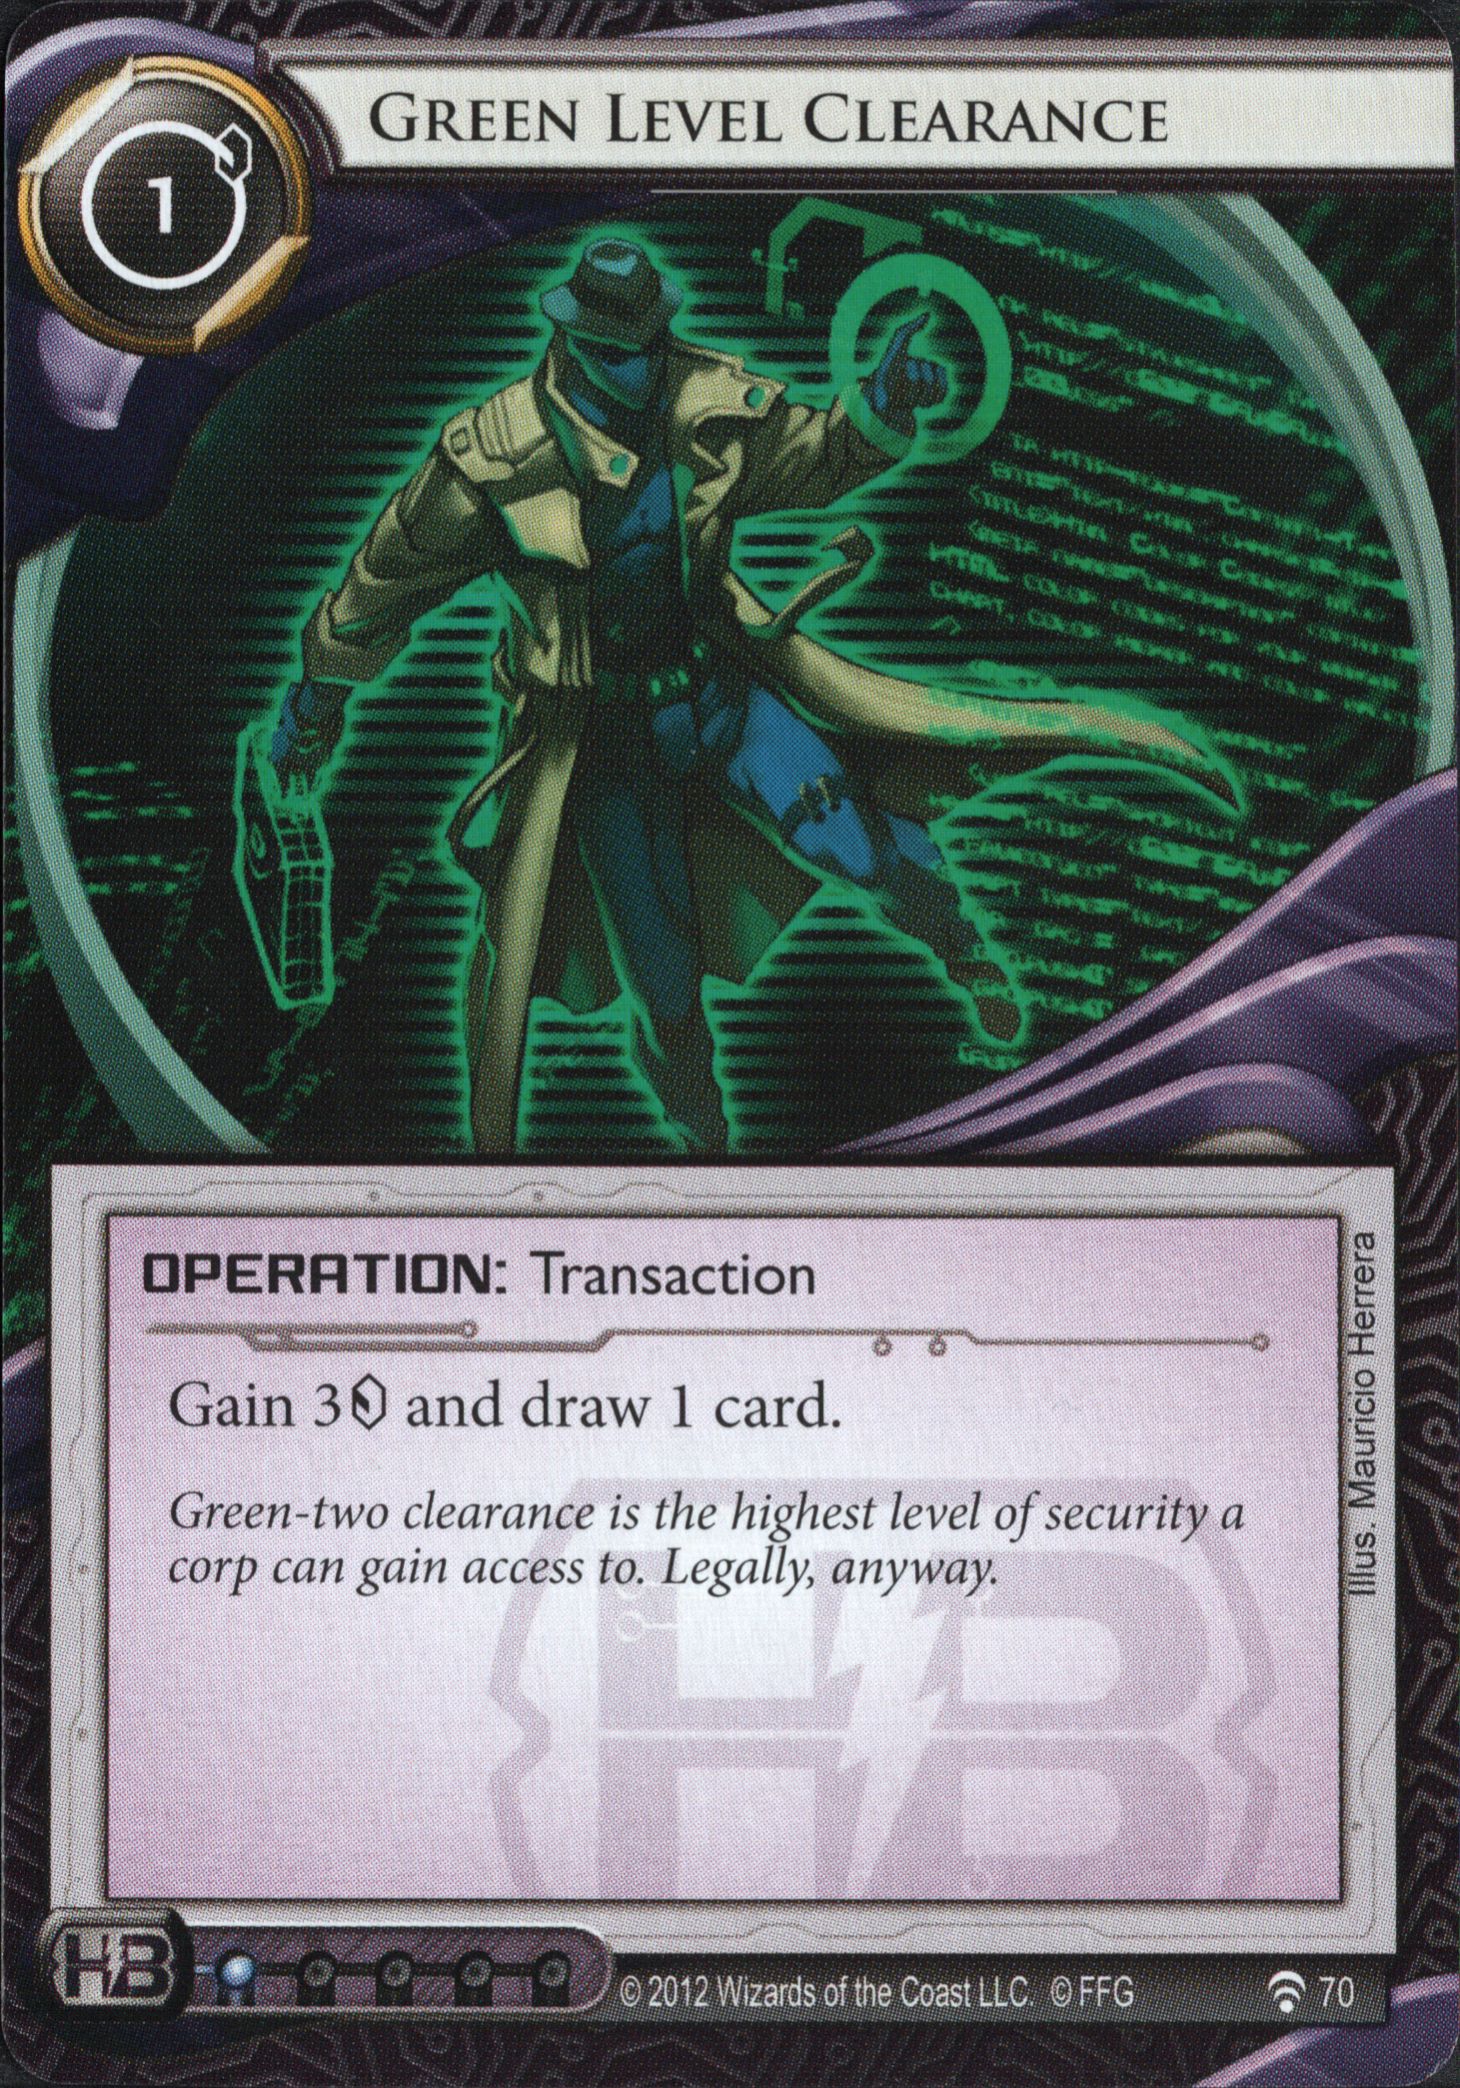 1
GREEN LEVEL CLEARANCE
OPERATION: Transaction
Gain 3 and draw 1 card.
Green-two clearance is the highest level of security a
corp can gain access to. Legally, anyway.
Illus. Mauricio Herrera
HB
HB
© 2012 Wizards of the Coast LLC. © FFG
70